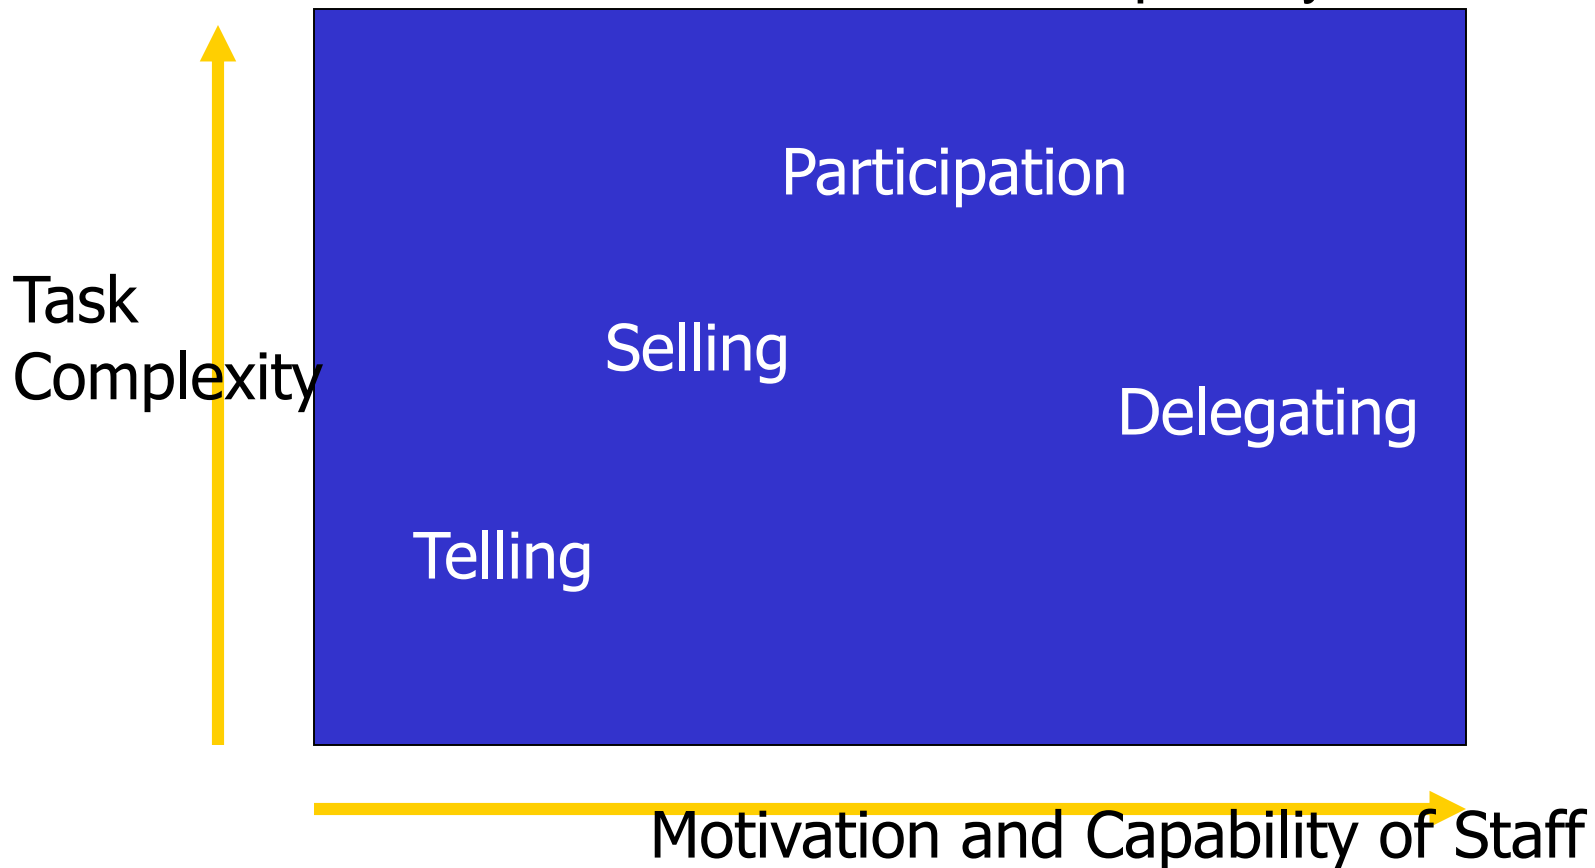 Participation
Task
Complexity
Selling
Delegating
Telling
Motivation and Capability of Staff